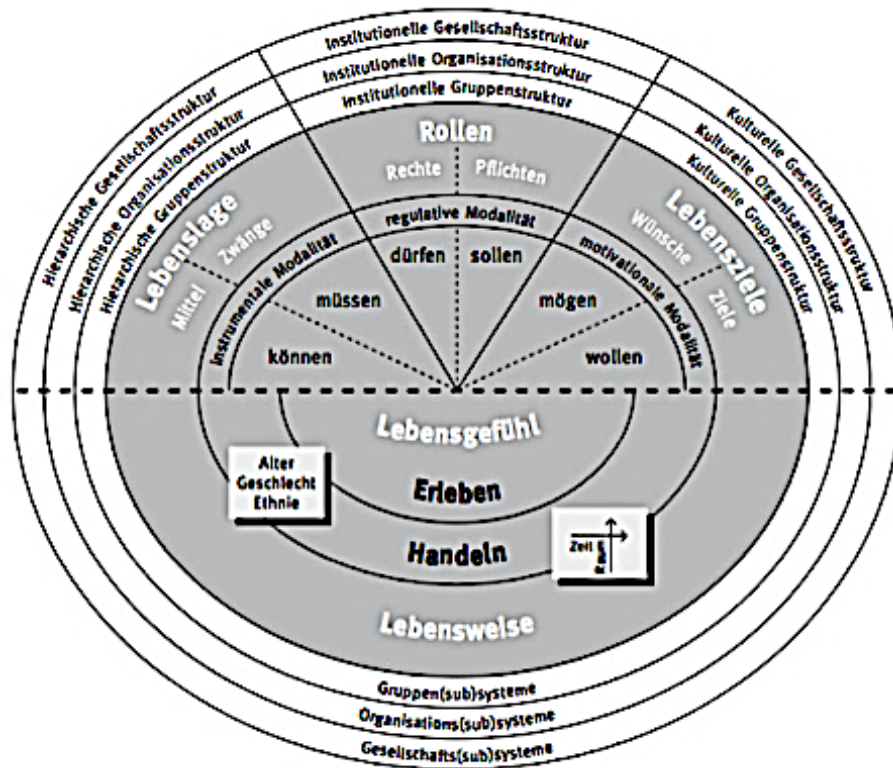 Institutionelle Gesellschaftsstruktur
Institutionelle Organisationsstruktur
Institutionelle Gruppenstruktur
Hierarchische Gesellschaftsstruktur
Hierarchische Organisationsstruktur
Hierarchische Gruppenstruktur
Kulturelle Gesellschaftsstruktur
Kulturelle Organisationsstruktur
Kulturelle Gruppenstruktur
Rollen
Rechte
Pflichten
Lebenslage
Zwänge
Mittel
Lebensziele
Wünsche
Ziele
instrumentale Modalität
regulative Modalität
motivationale Modalität
dürfen
sollen
müssen
mögen
können
wollen
Lebensgefühl
Erleben
Alter
Geschlecht
Ethnie
Handeln
Zeit
Raum
Lebensweise
Gruppen(sub)systeme
Organisations(sub)systeme
Gesellschafts(sub)systeme